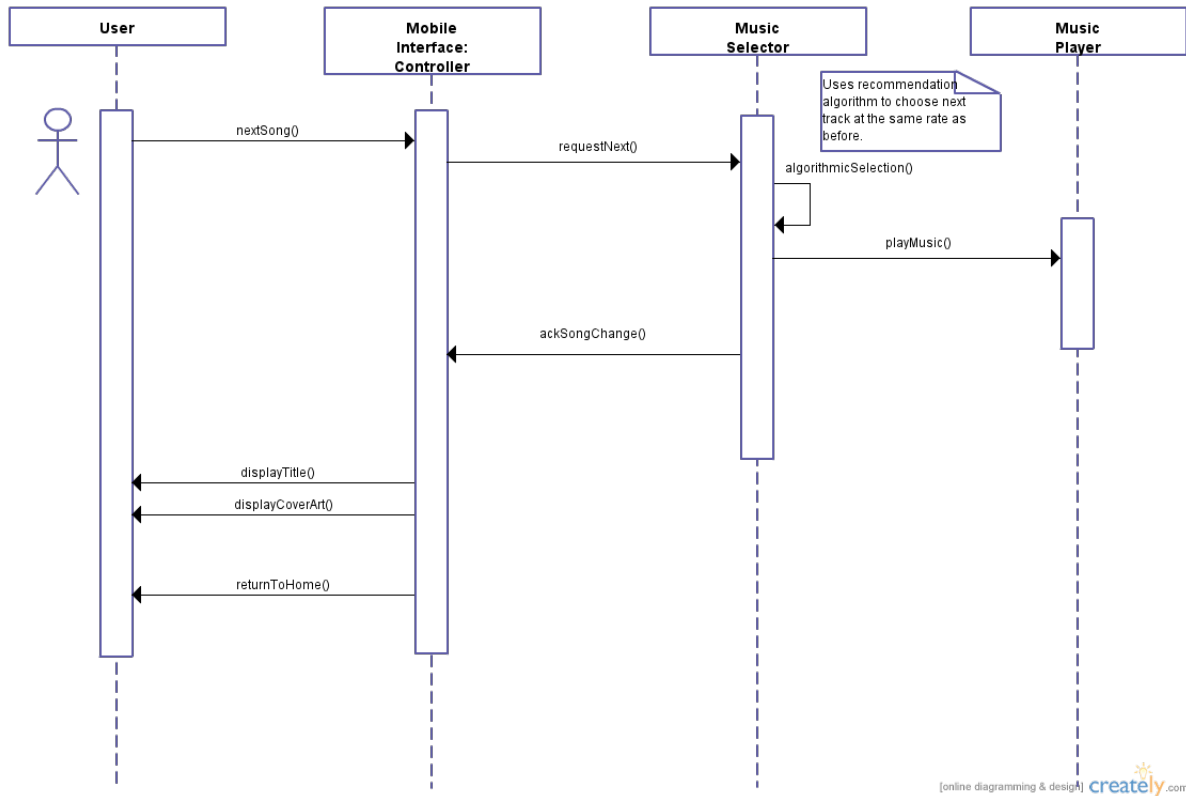 User
Mobile
Interface:
Controller
Music
Selector
Music
Player
Uses recommendation
algorithm to choose next
track at the same rate as
before.
nextSong()
requestNext()
algorithmicSelection()
playMusic()
ackSongChange()
displayTitle()
displayCoverArt()
returnToHome()
[online diagramming & design] creately.com